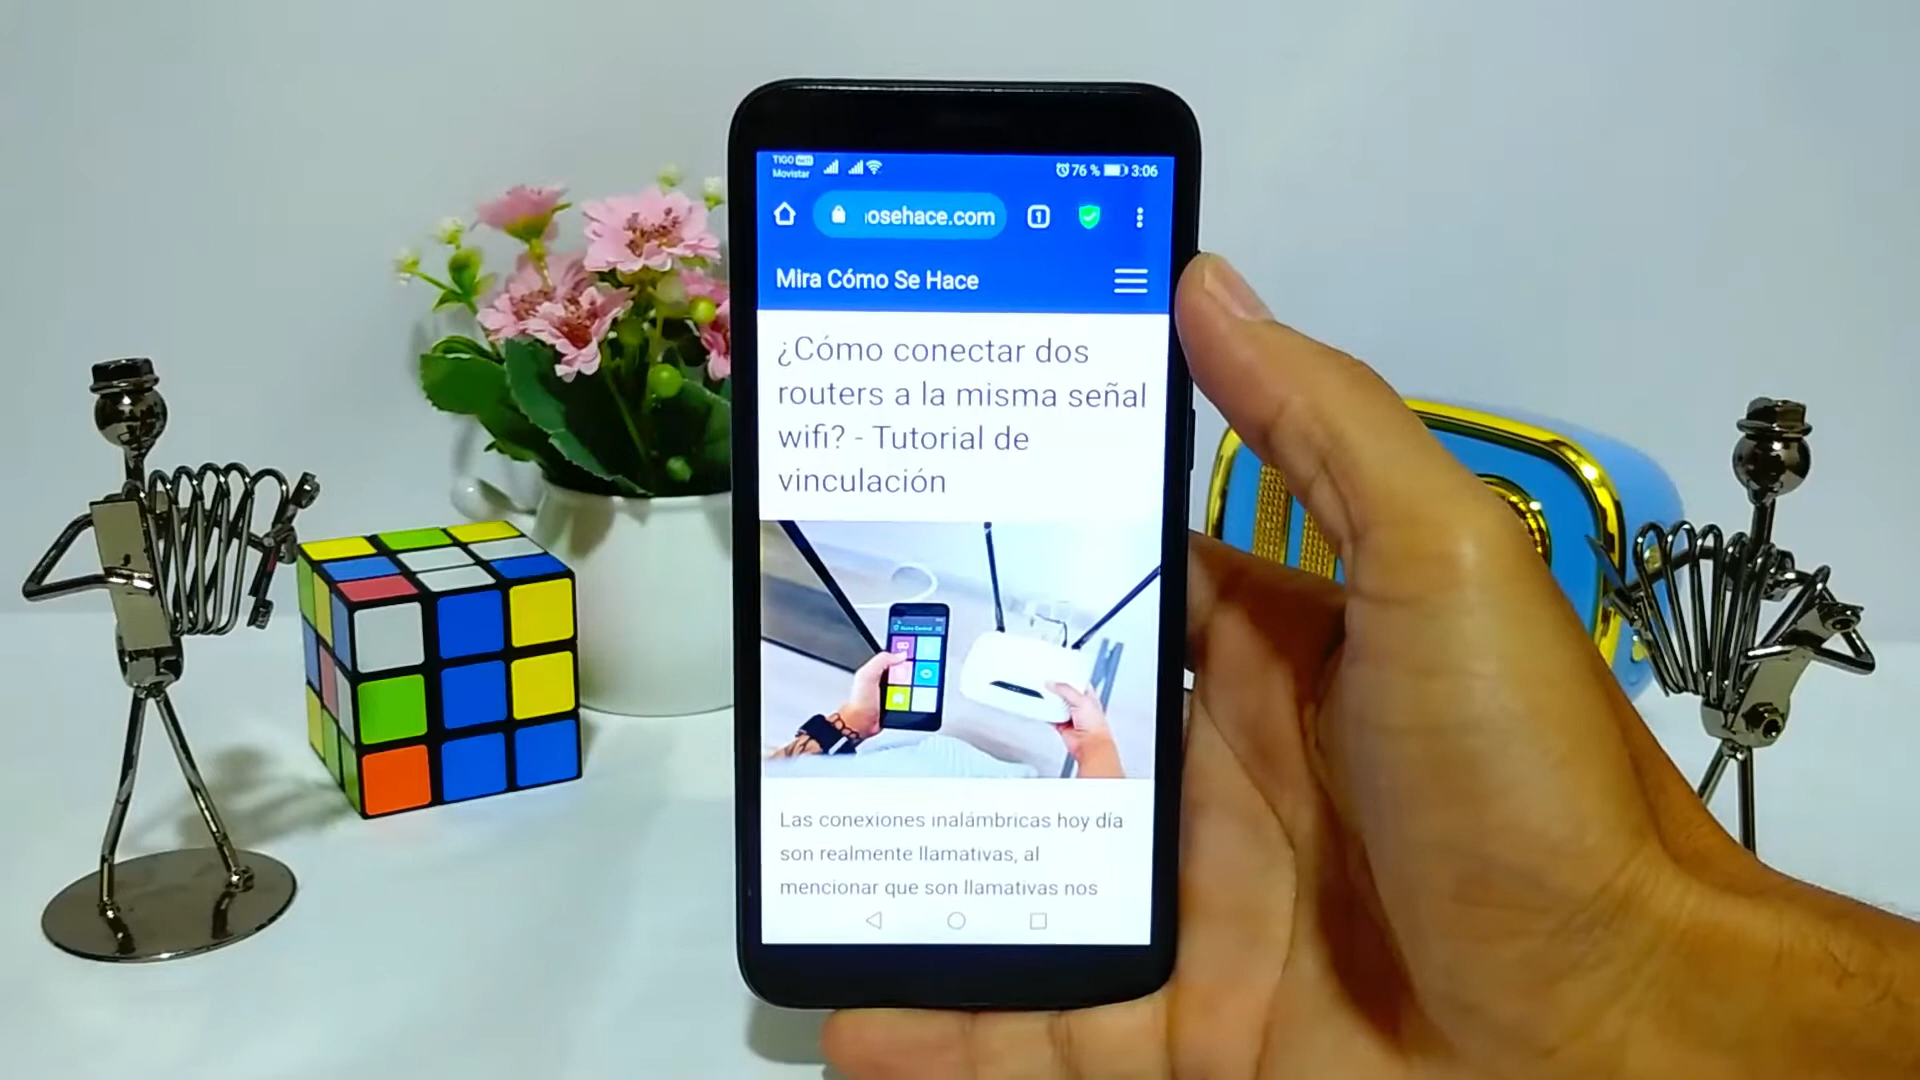 TIGO
Movistar
76 %
3:06
osehace.com
1
Mira Cómo Se Hace
¿Cómo conectar dos
routers a la misma señal
wifi? - Tutorial de
vinculación
Las conexiones inalámbricas hoy día
son realmente llamativas, al
mencionar que son llamativas nos